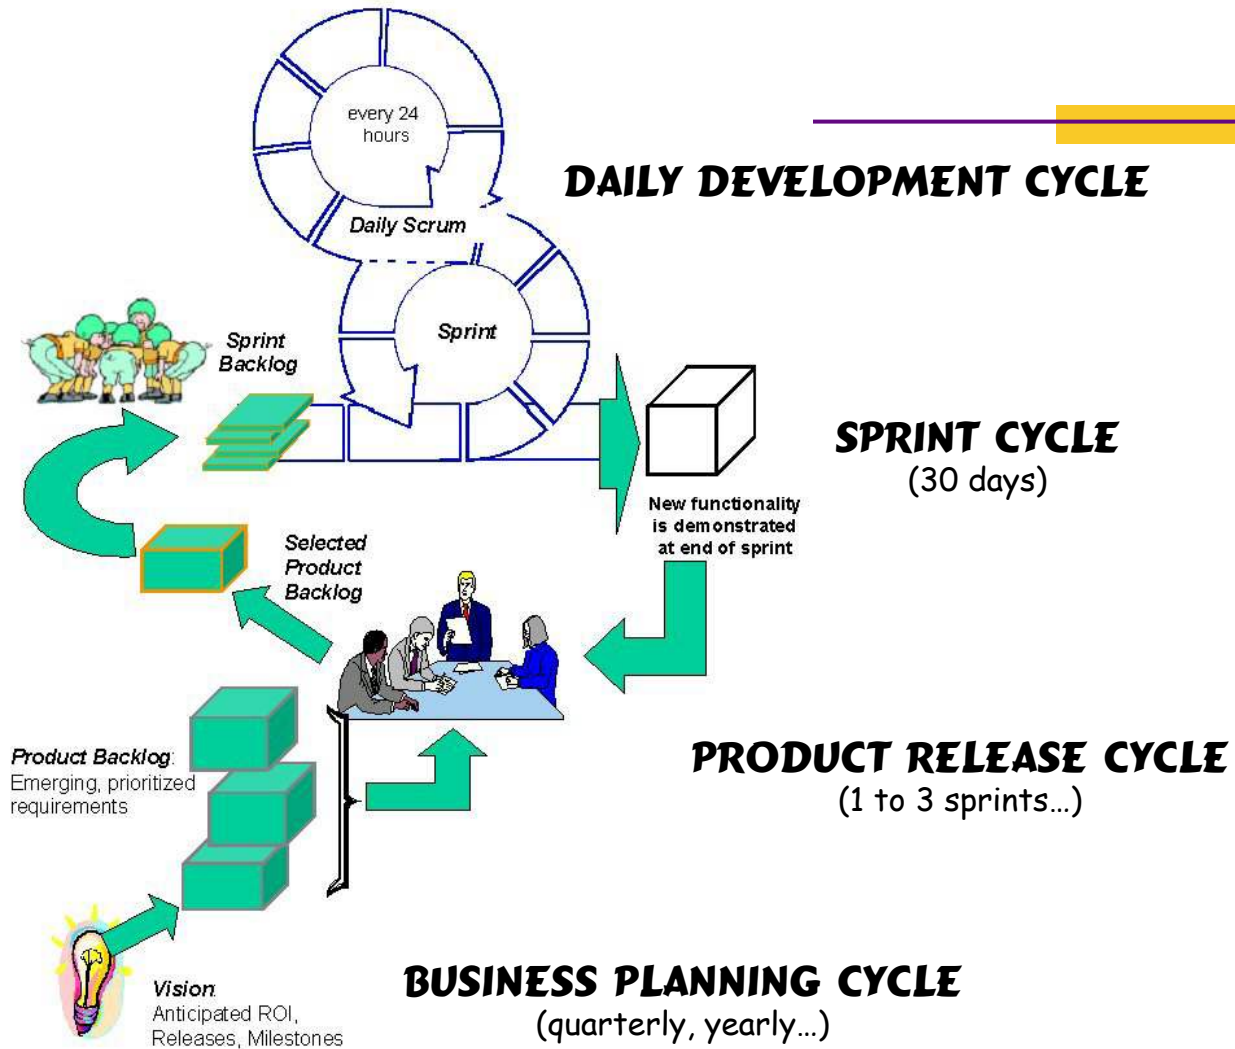 every 24
hours
DAILY DEVELOPMENT CYCLE
Daily Scrum
Sprint
Backlog
Sprint
SPRINT CYCLE
(30 days)
New functionality
is demonstrated
at end of sprint
Selected
Product
Backlog
PRODUCT RELEASE CYCLE
(1 to 3 sprints…)
Product Backlog:
Emerging, prioritized
requirements
BUSINESS PLANNING CYCLE
(quarterly, yearly…)
Vision:
Anticipated ROI,
Releases, Milestones